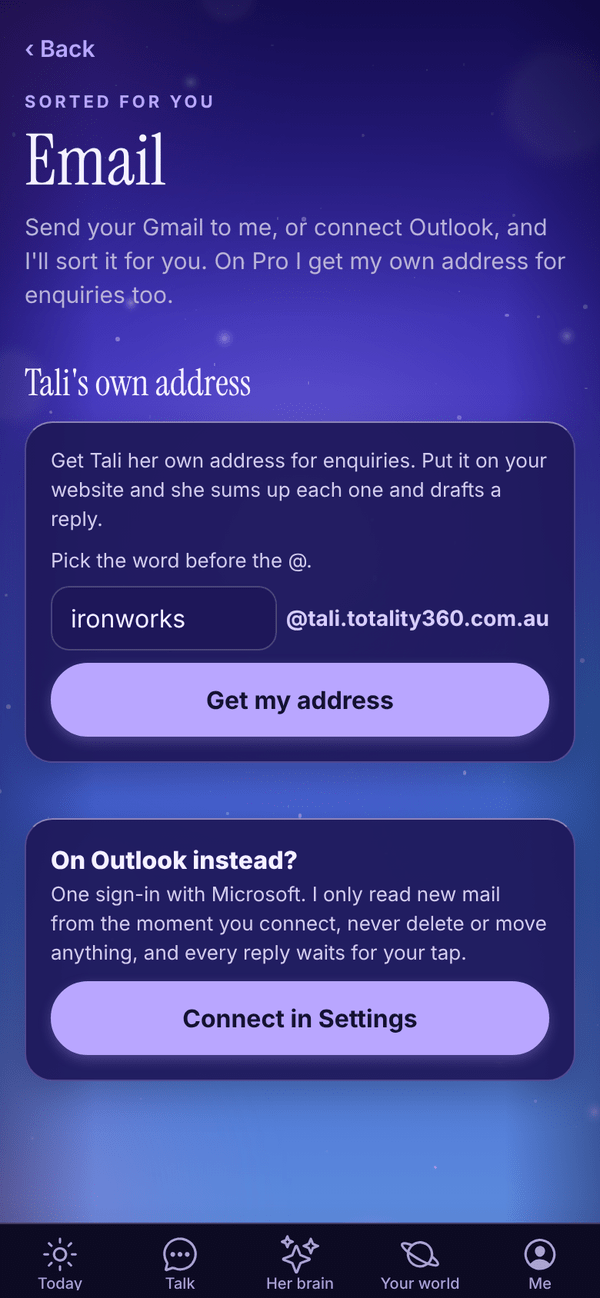 ‹ Back
SORTED FOR YOU
Email
Send your Gmail to me, or connect Outlook, and
I'll sort it for you. On Pro I get my own address for
enquiries too.
Tali's own address
Get Tali her own address for enquiries. Put it on your
website and she sums up each one and drafts a
reply.
Pick the word before the @.
ironworks @tali.totality360.com.au
Get my address
On Outlook instead?
One sign-in with Microsoft. I only read new mail
from the moment you connect, never delete or move
anything, and every reply waits for your tap.
Connect in Settings
Today Talk Her brain Your world Me